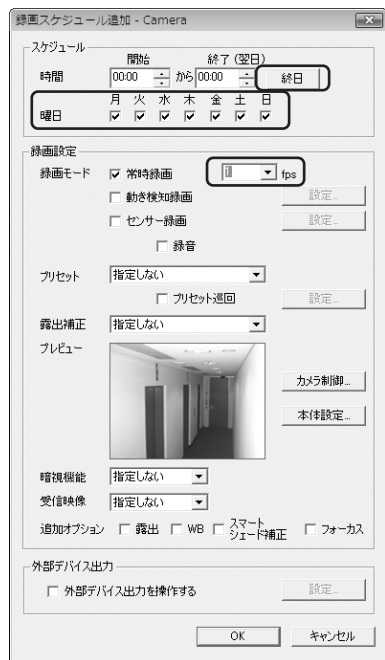 録画スケジュール追加 - Camera
スケジュール
開始 終了(翌日)
時間 00:00 から 00:00 終日
月 火 水 木 金 土 日
曜日
録画設定
録画モード 常時録画 1 fps
動き検知録画 設定...
センサー録画 設定...
録音
プリセット 指定しない
プリセット巡回 設定...
露出補正 指定しない
プレビュー
カメラ制御...
本体設定...
暗視機能 指定しない
受信映像 指定しない
追加オプション 露出 WB スマート
シェード補正 フォーカス
外部デバイス出力
外部デバイス出力を操作する 設定...
OK キャンセル